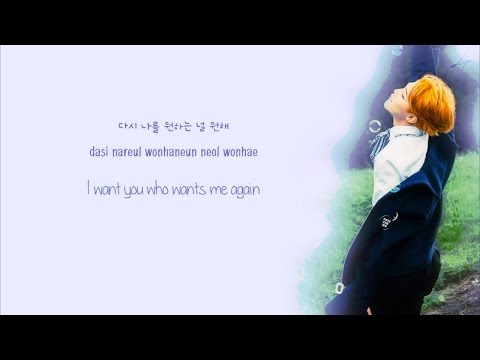 다시 나를 원하는 널 원해
dasi nareul wonhaneun neol wonhae
I want you who wants me again